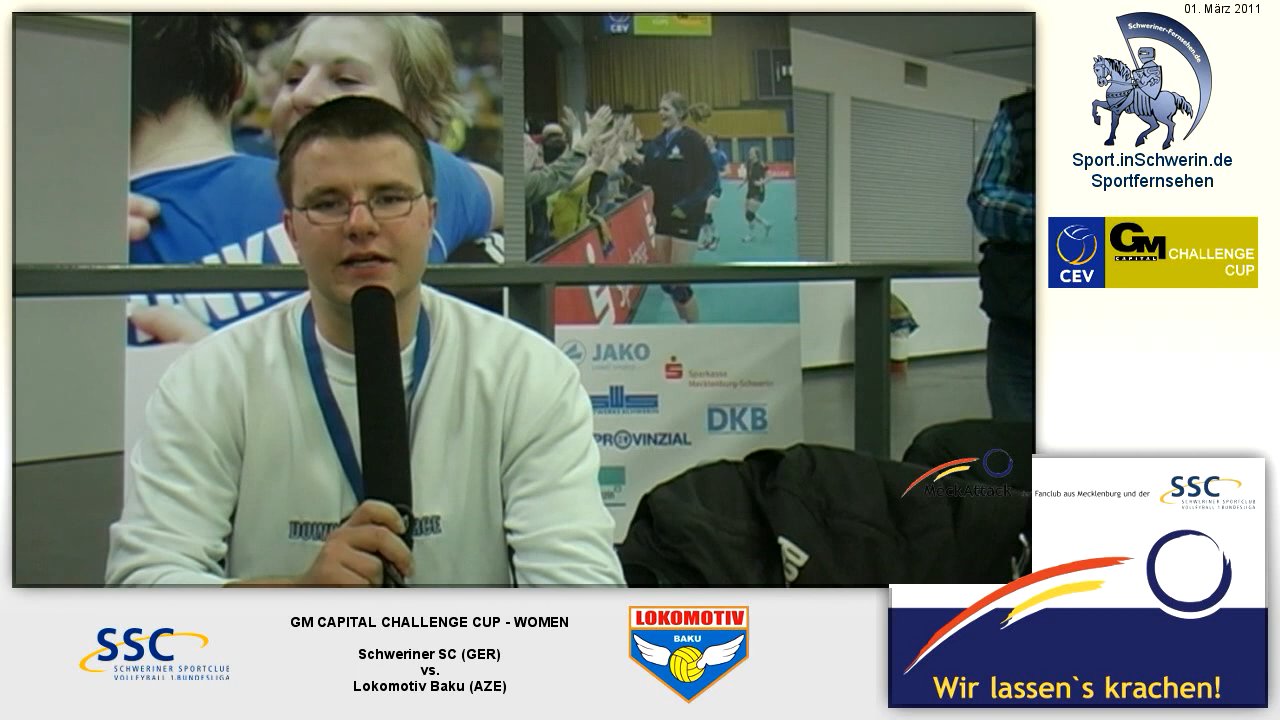 01. März 2011
Schweriner-Fernsehen.de
Sport.inSchwerin.de
Sportfernsehen
CEV
GM
CAPITAL
CHALLENGE
CUP
CEV
JAKO
Sparkasse
Mecklenburg-Schwerin
DKB
PROVINZIAL
MeckAttack
Fanclub aus Mecklenburg und der
SSC
SCHWERINER SPORTCLUB
VOLLEYBALL 1.BUNDESLIGA
Wir lassen`s krachen!
SSC
SCHWERINER SPORTCLUB
VOLLEYBALL 1.BUNDESLIGA
GM CAPITAL CHALLENGE CUP - WOMEN
Schweriner SC (GER)
vs.
Lokomotiv Baku (AZE)
LOKOMOTIV
BAKU